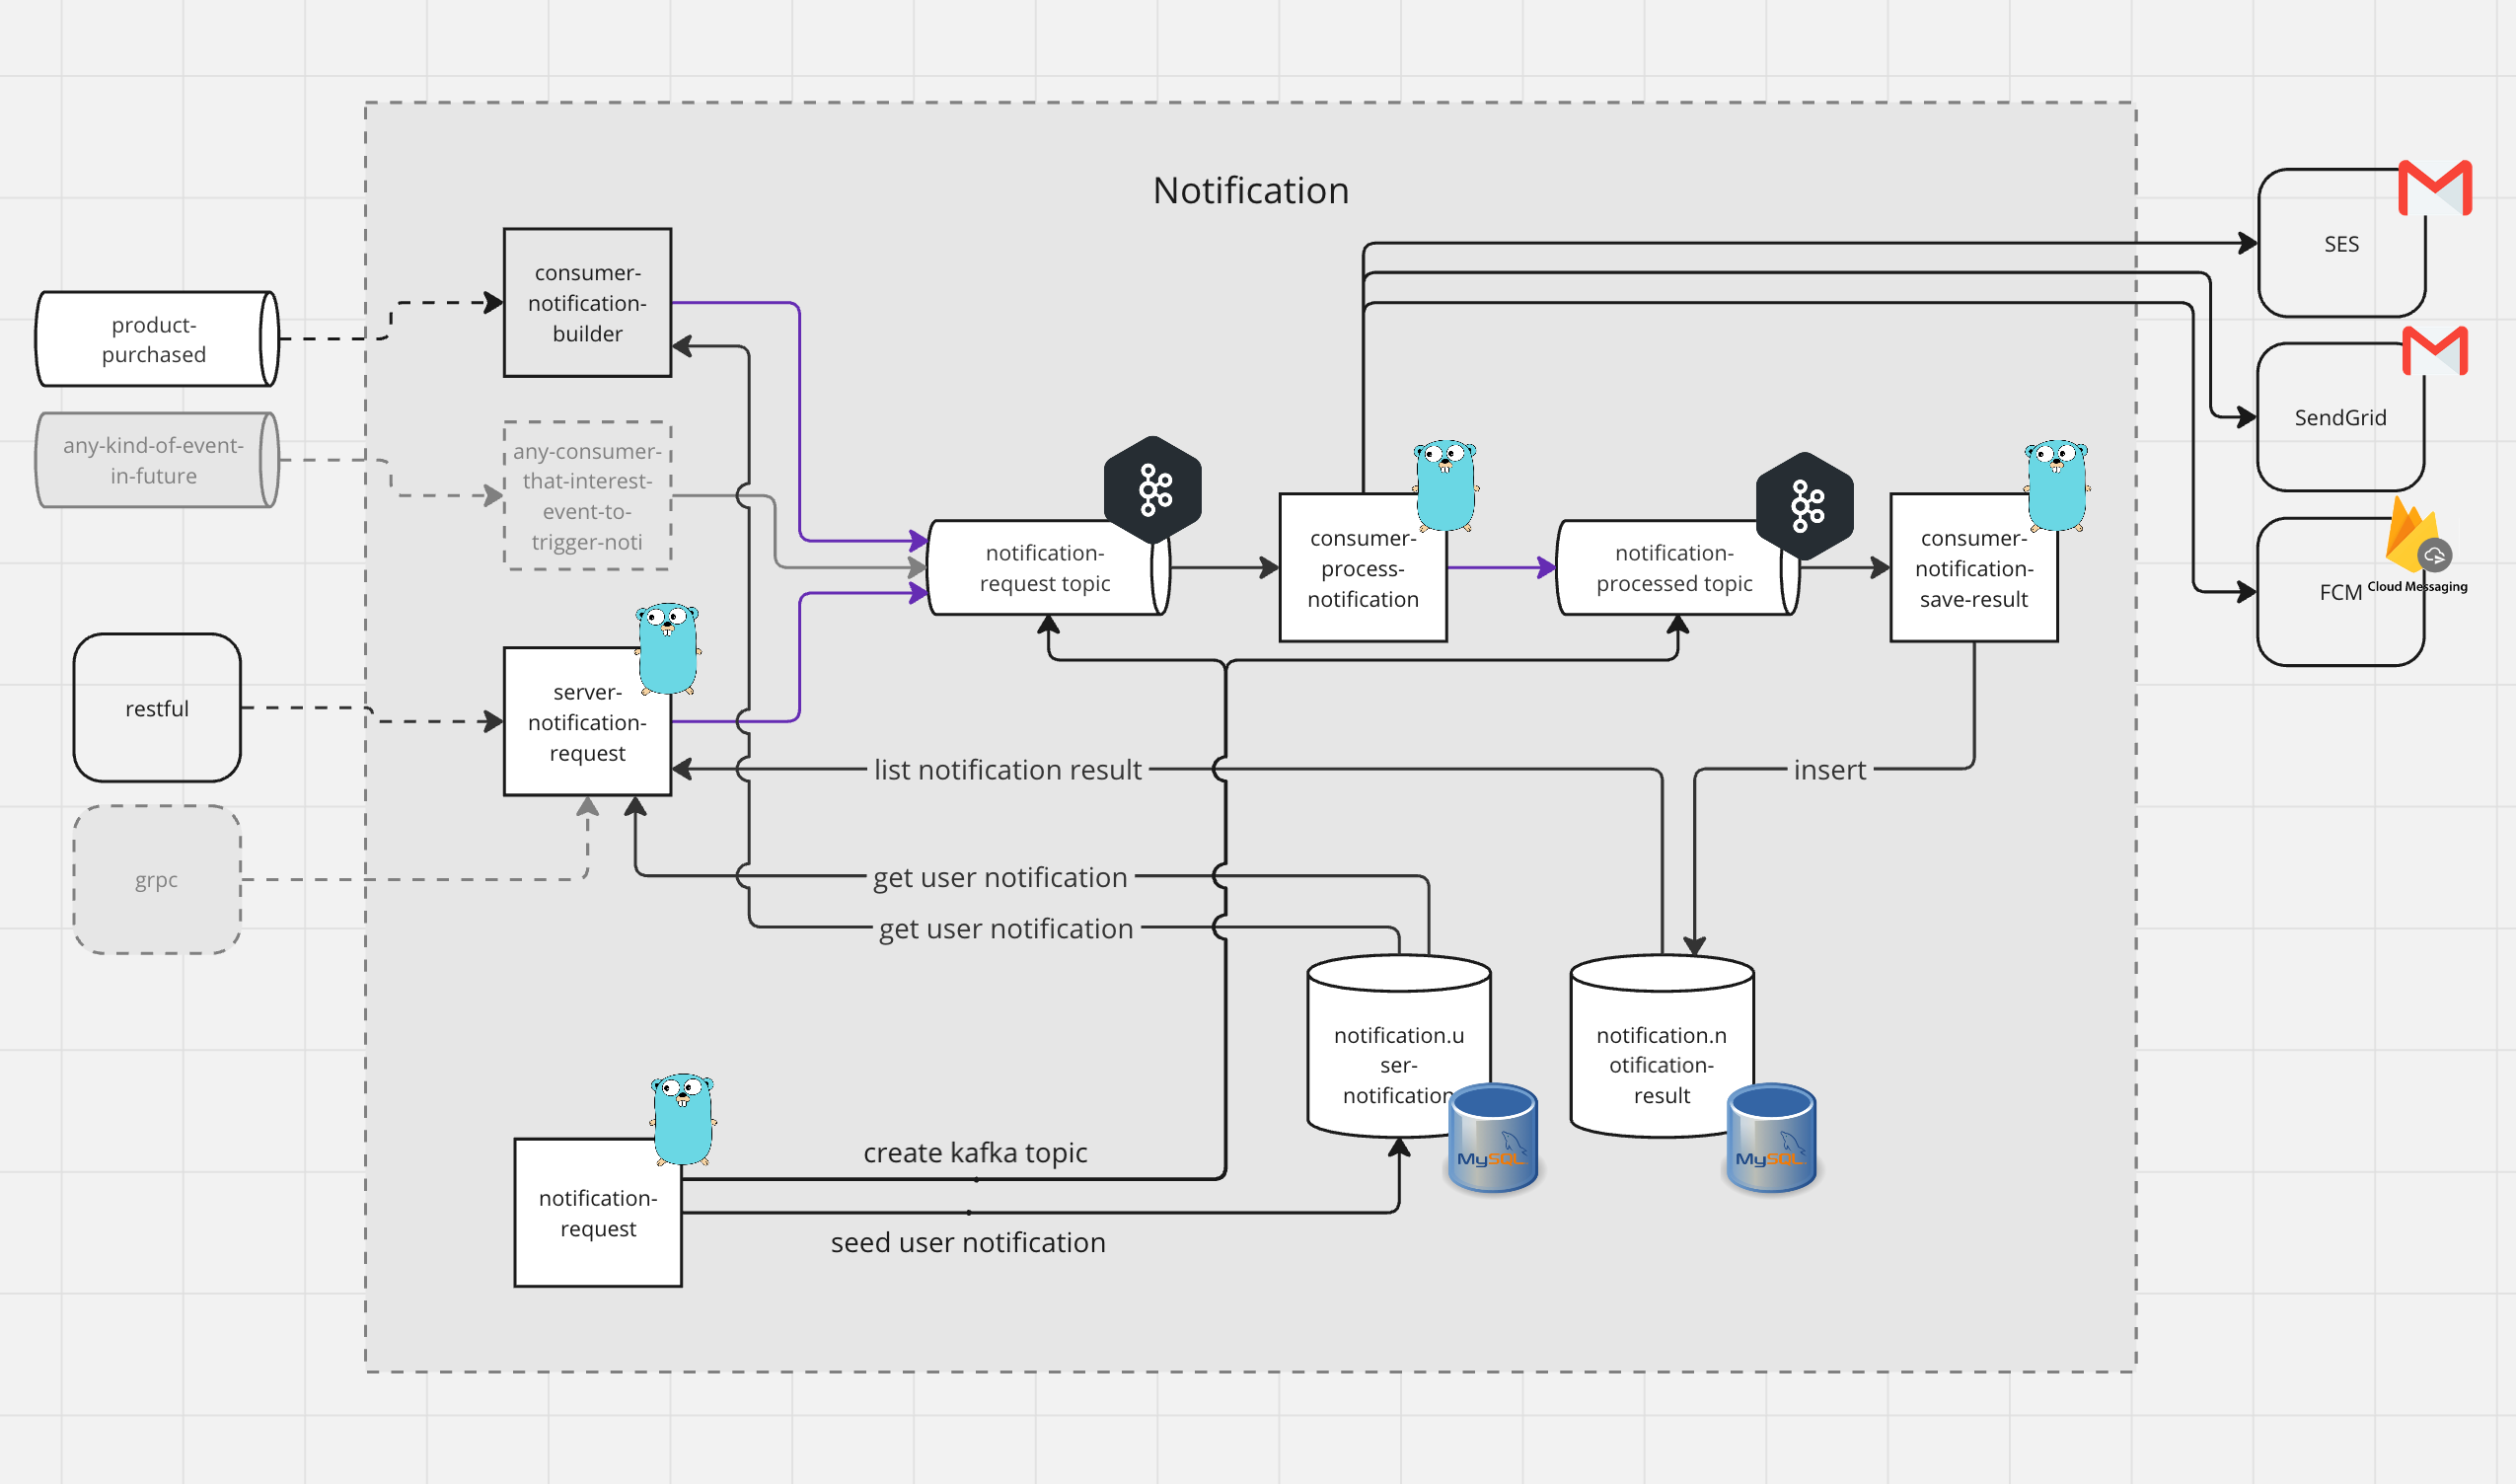 Notification
consumer-
notification-
builder
product-
purchased
any-kind-of-event-
in-future
any-consumer-
that-interest-
event-to-
trigger-noti
restful
grpc
server-
notification-
request
notification-
request topic
consumer-
process-
notification
notification-
processed topic
consumer-
notification-
save-result
SES
SendGrid
FCM
Cloud Messaging
list notification result
insert
get user notification
get user notification
notification.u
ser-
notification
MySQL
notification.n
otification-
result
MySQL
notification-
request
create kafka topic
seed user notification